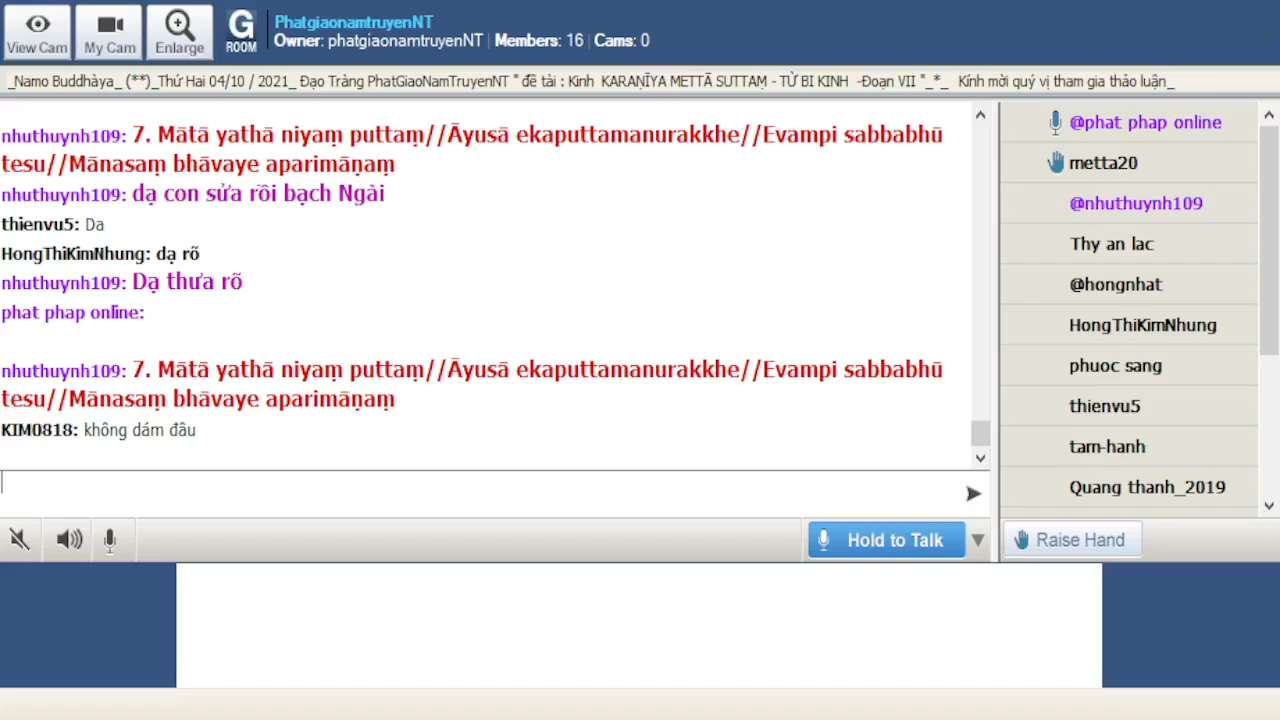 View Cam
My Cam
Enlarge
G
ROOM
PhatgiaonamtruyenNT
Owner: phatgiaonamtruyenNT | Members: 16 | Cams: 0
_Namo Buddhàya_ (**)_Thứ Hai 04/10 / 2021_ Đạo Tràng PhatGiaoNamTruyenNT " đề tài : Kinh KARAṆĪYA METTĀ SUTTAṂ - TỪ BI KINH -Đoạn VII "_*_ Kính mời quý vị tham gia thảo luận_
nhuthuynh109: 7. Mātā yathā niyaṃ puttaṃ//Āyusā ekaputtamanurakkhe//Evampi sabbabhū
tesu//Mānasaṃ bhāvaye aparimāṇaṃ
nhuthuynh109: dạ con sửa rồi bạch Ngài
thienvu5: Da
HongThiKimNhung: dạ rõ
nhuthuynh109: Dạ thưa rõ
phat phap online:
nhuthuynh109: 7. Mātā yathā niyaṃ puttaṃ//Āyusā ekaputtamanurakkhe//Evampi sabbabhū
tesu//Mānasaṃ bhāvaye aparimāṇaṃ
KIM0818: không dám đâu
@phat phap online
metta20
@nhuthuynh109
Thy an lac
@hongnhat
HongThiKimNhung
phuoc sang
thienvu5
tam-hanh
Quang thanh_2019
Hold to Talk
Raise Hand